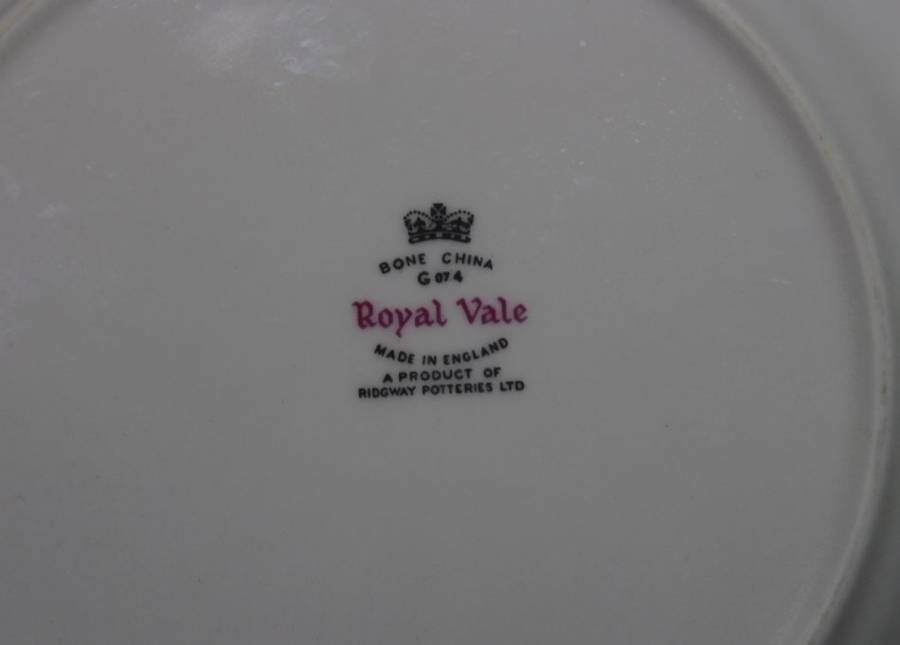 BONE CHINA
G 074
Royal Vale
MADE IN ENGLAND
A PRODUCT OF
RIDGWAY POTTERIES LTD